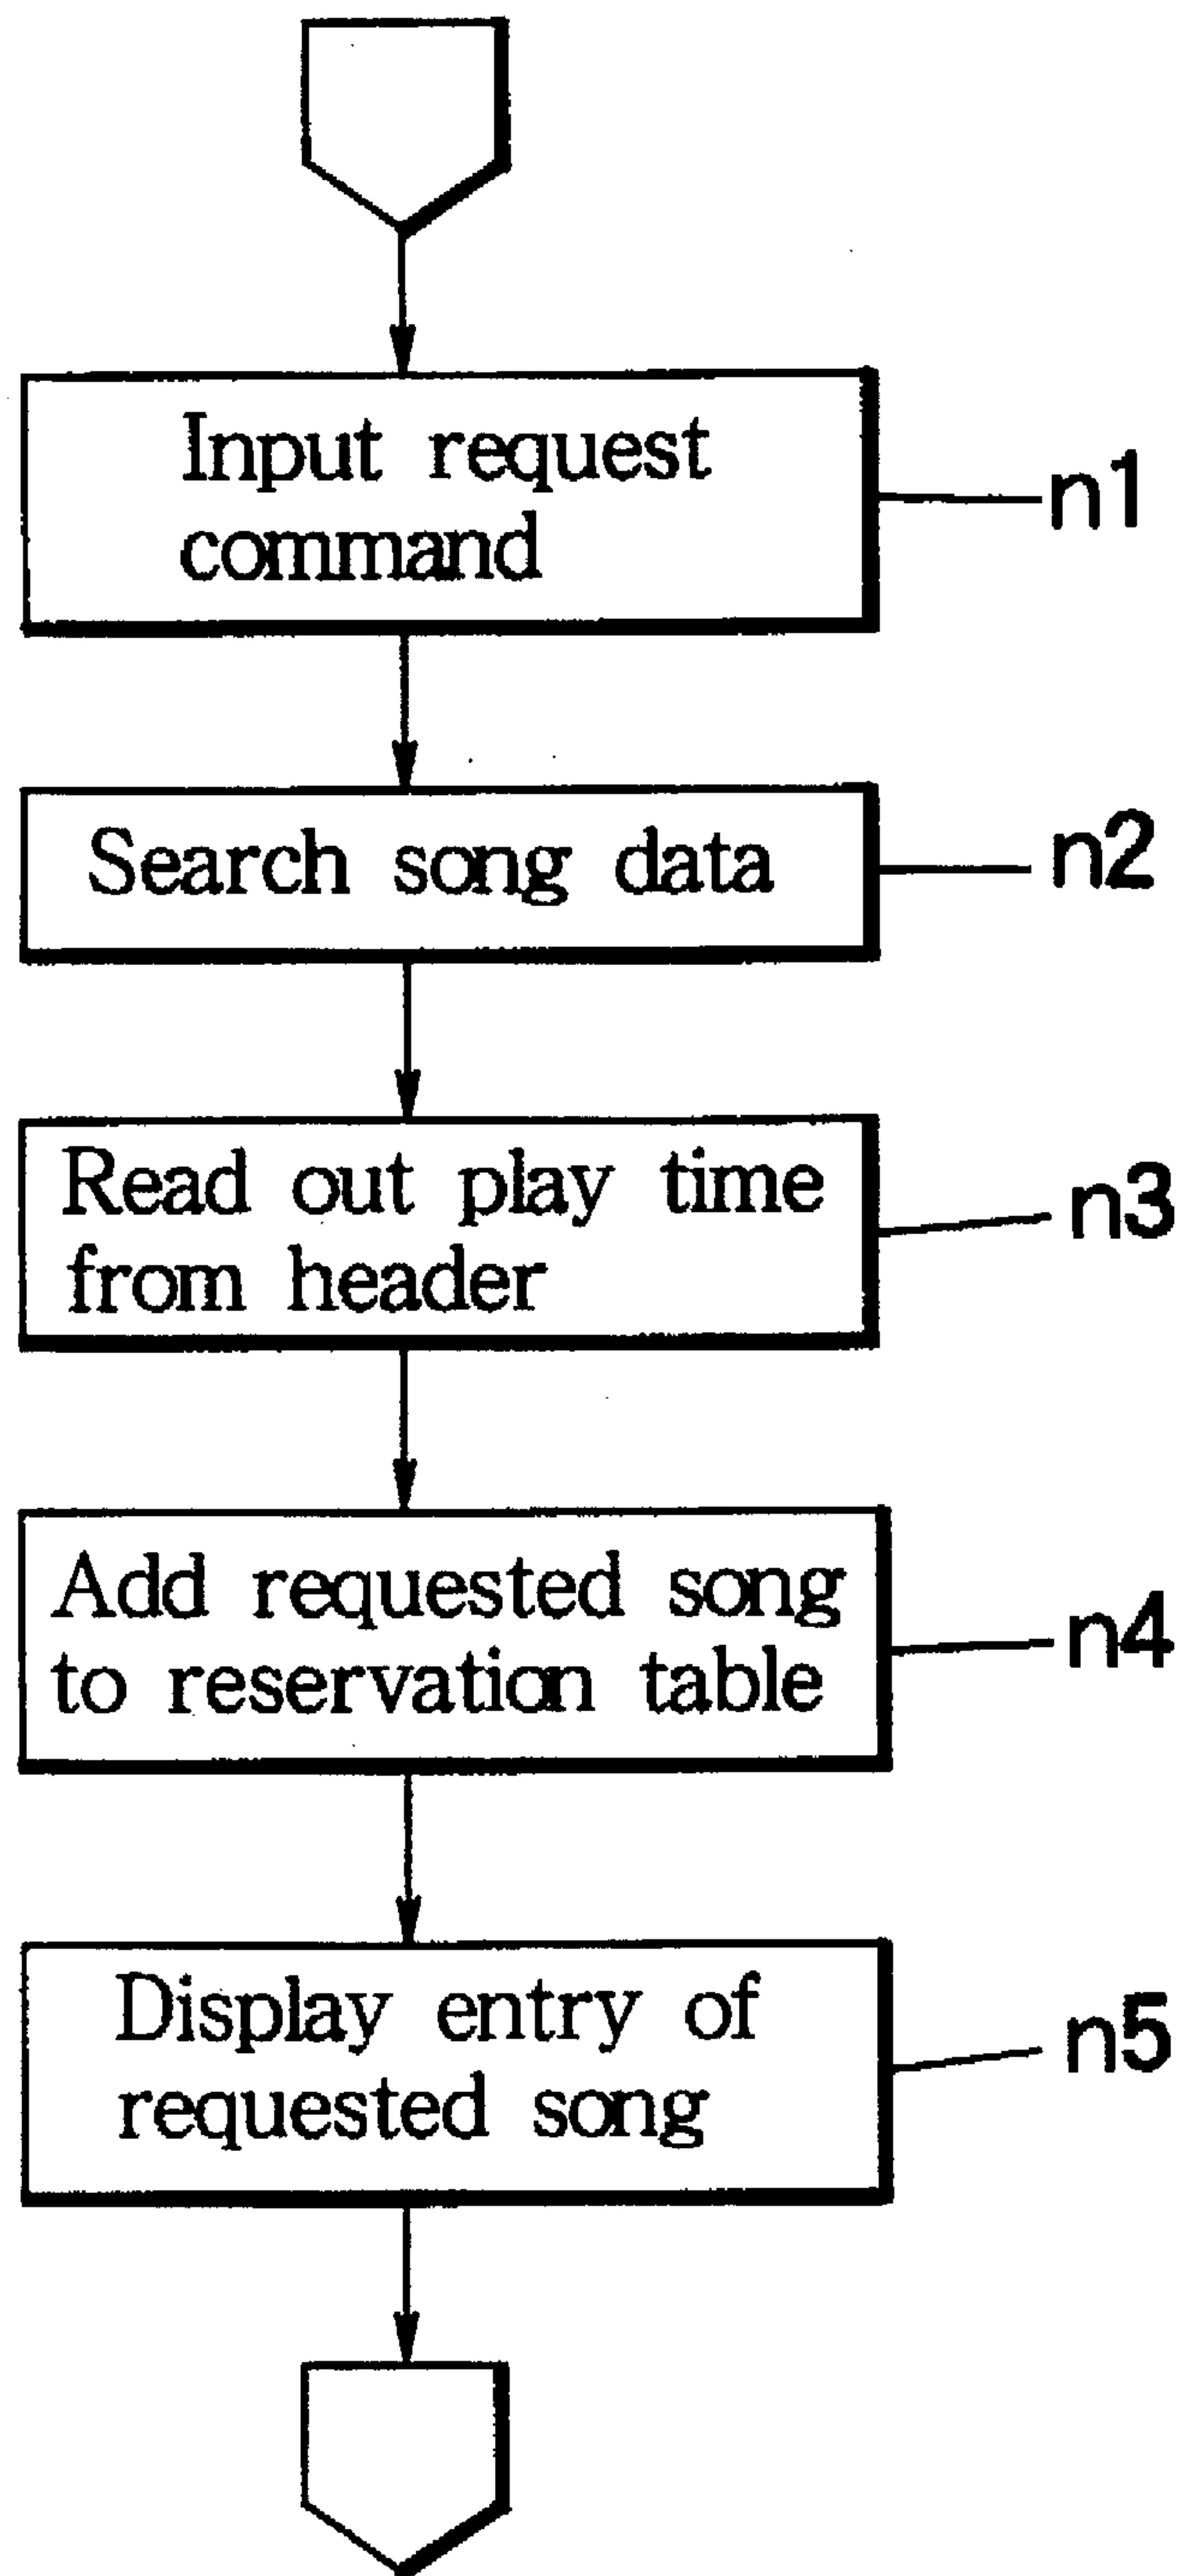 Input request
command
n1
Search song data
n2
Read out play time
from header
n3
Add requested song
to reservation table
n4
Display entry of
requested song
n5